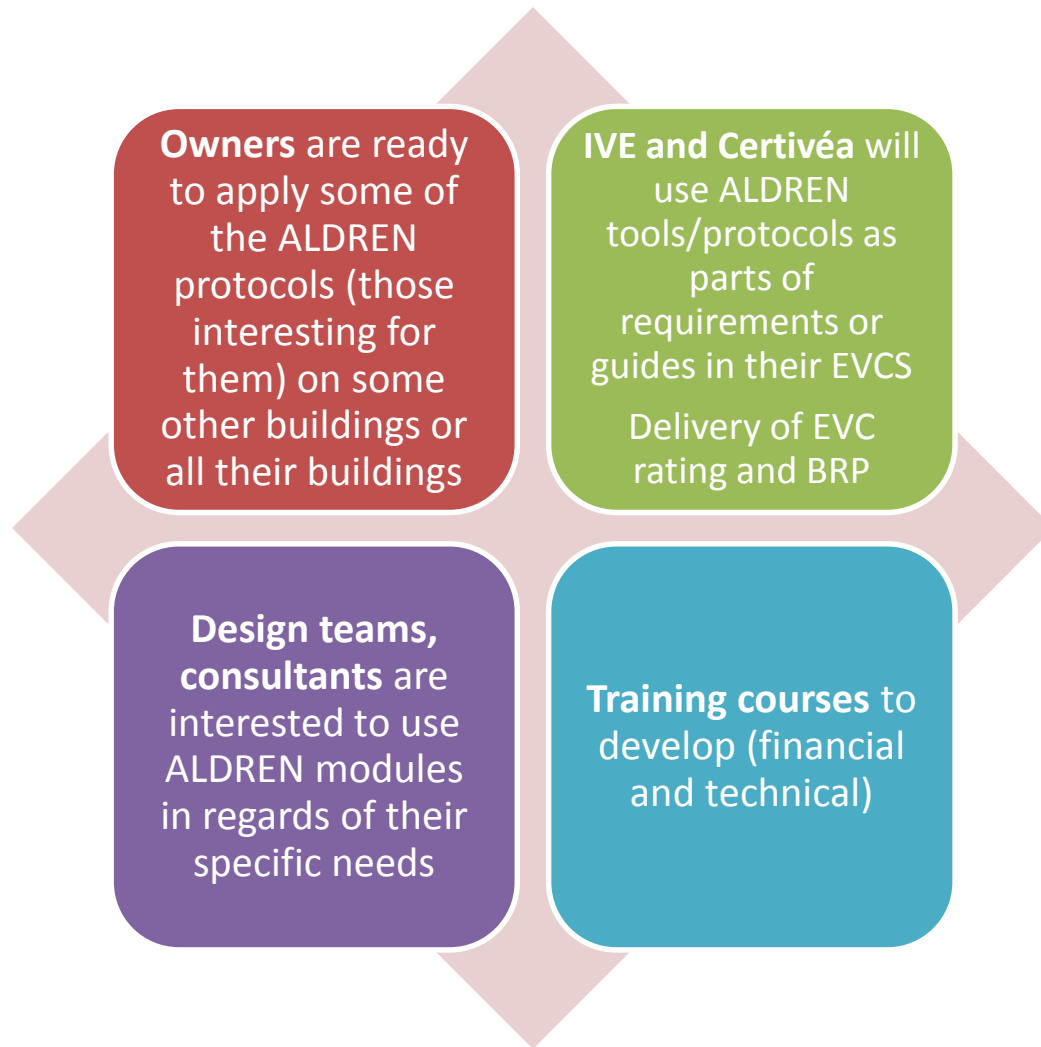 Owners are ready
to apply some of
the ALDREN
protocols (those
interesting for
them) on some
other buildings or
all their buildings
IVE and Certivéa will
use ALDREN
tools/protocols as
parts of
requirements or
guides in their EVCS
Delivery of EVC
rating and BRP
Design teams,
consultants are
interested to use
ALDREN modules
in regards of their
specific needs
Training courses to
develop (financial
and technical)